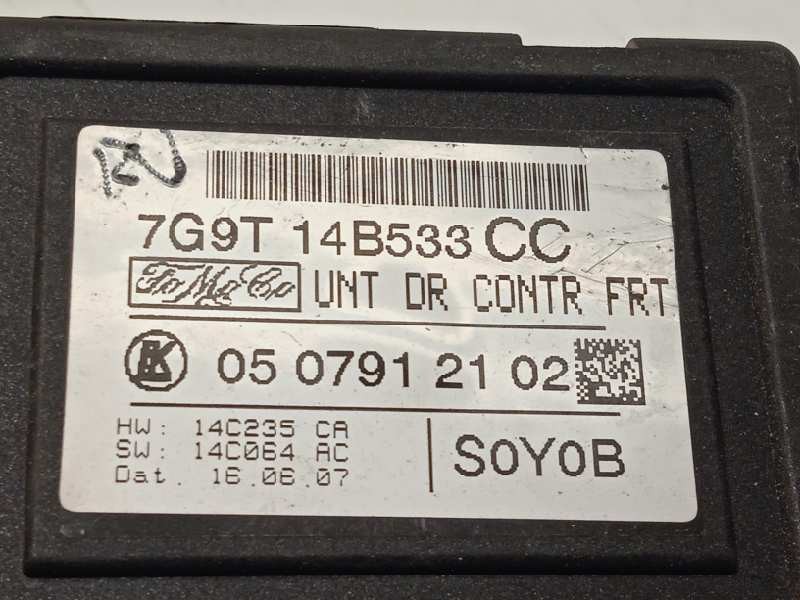 7G9T 14B533 CC
FoMoCo UNT DR CONTR FRT
05 0791 21 02
HW: 14C235 CA
SW: 14C064 AC
Dat. 16.06.07
S0Y0B